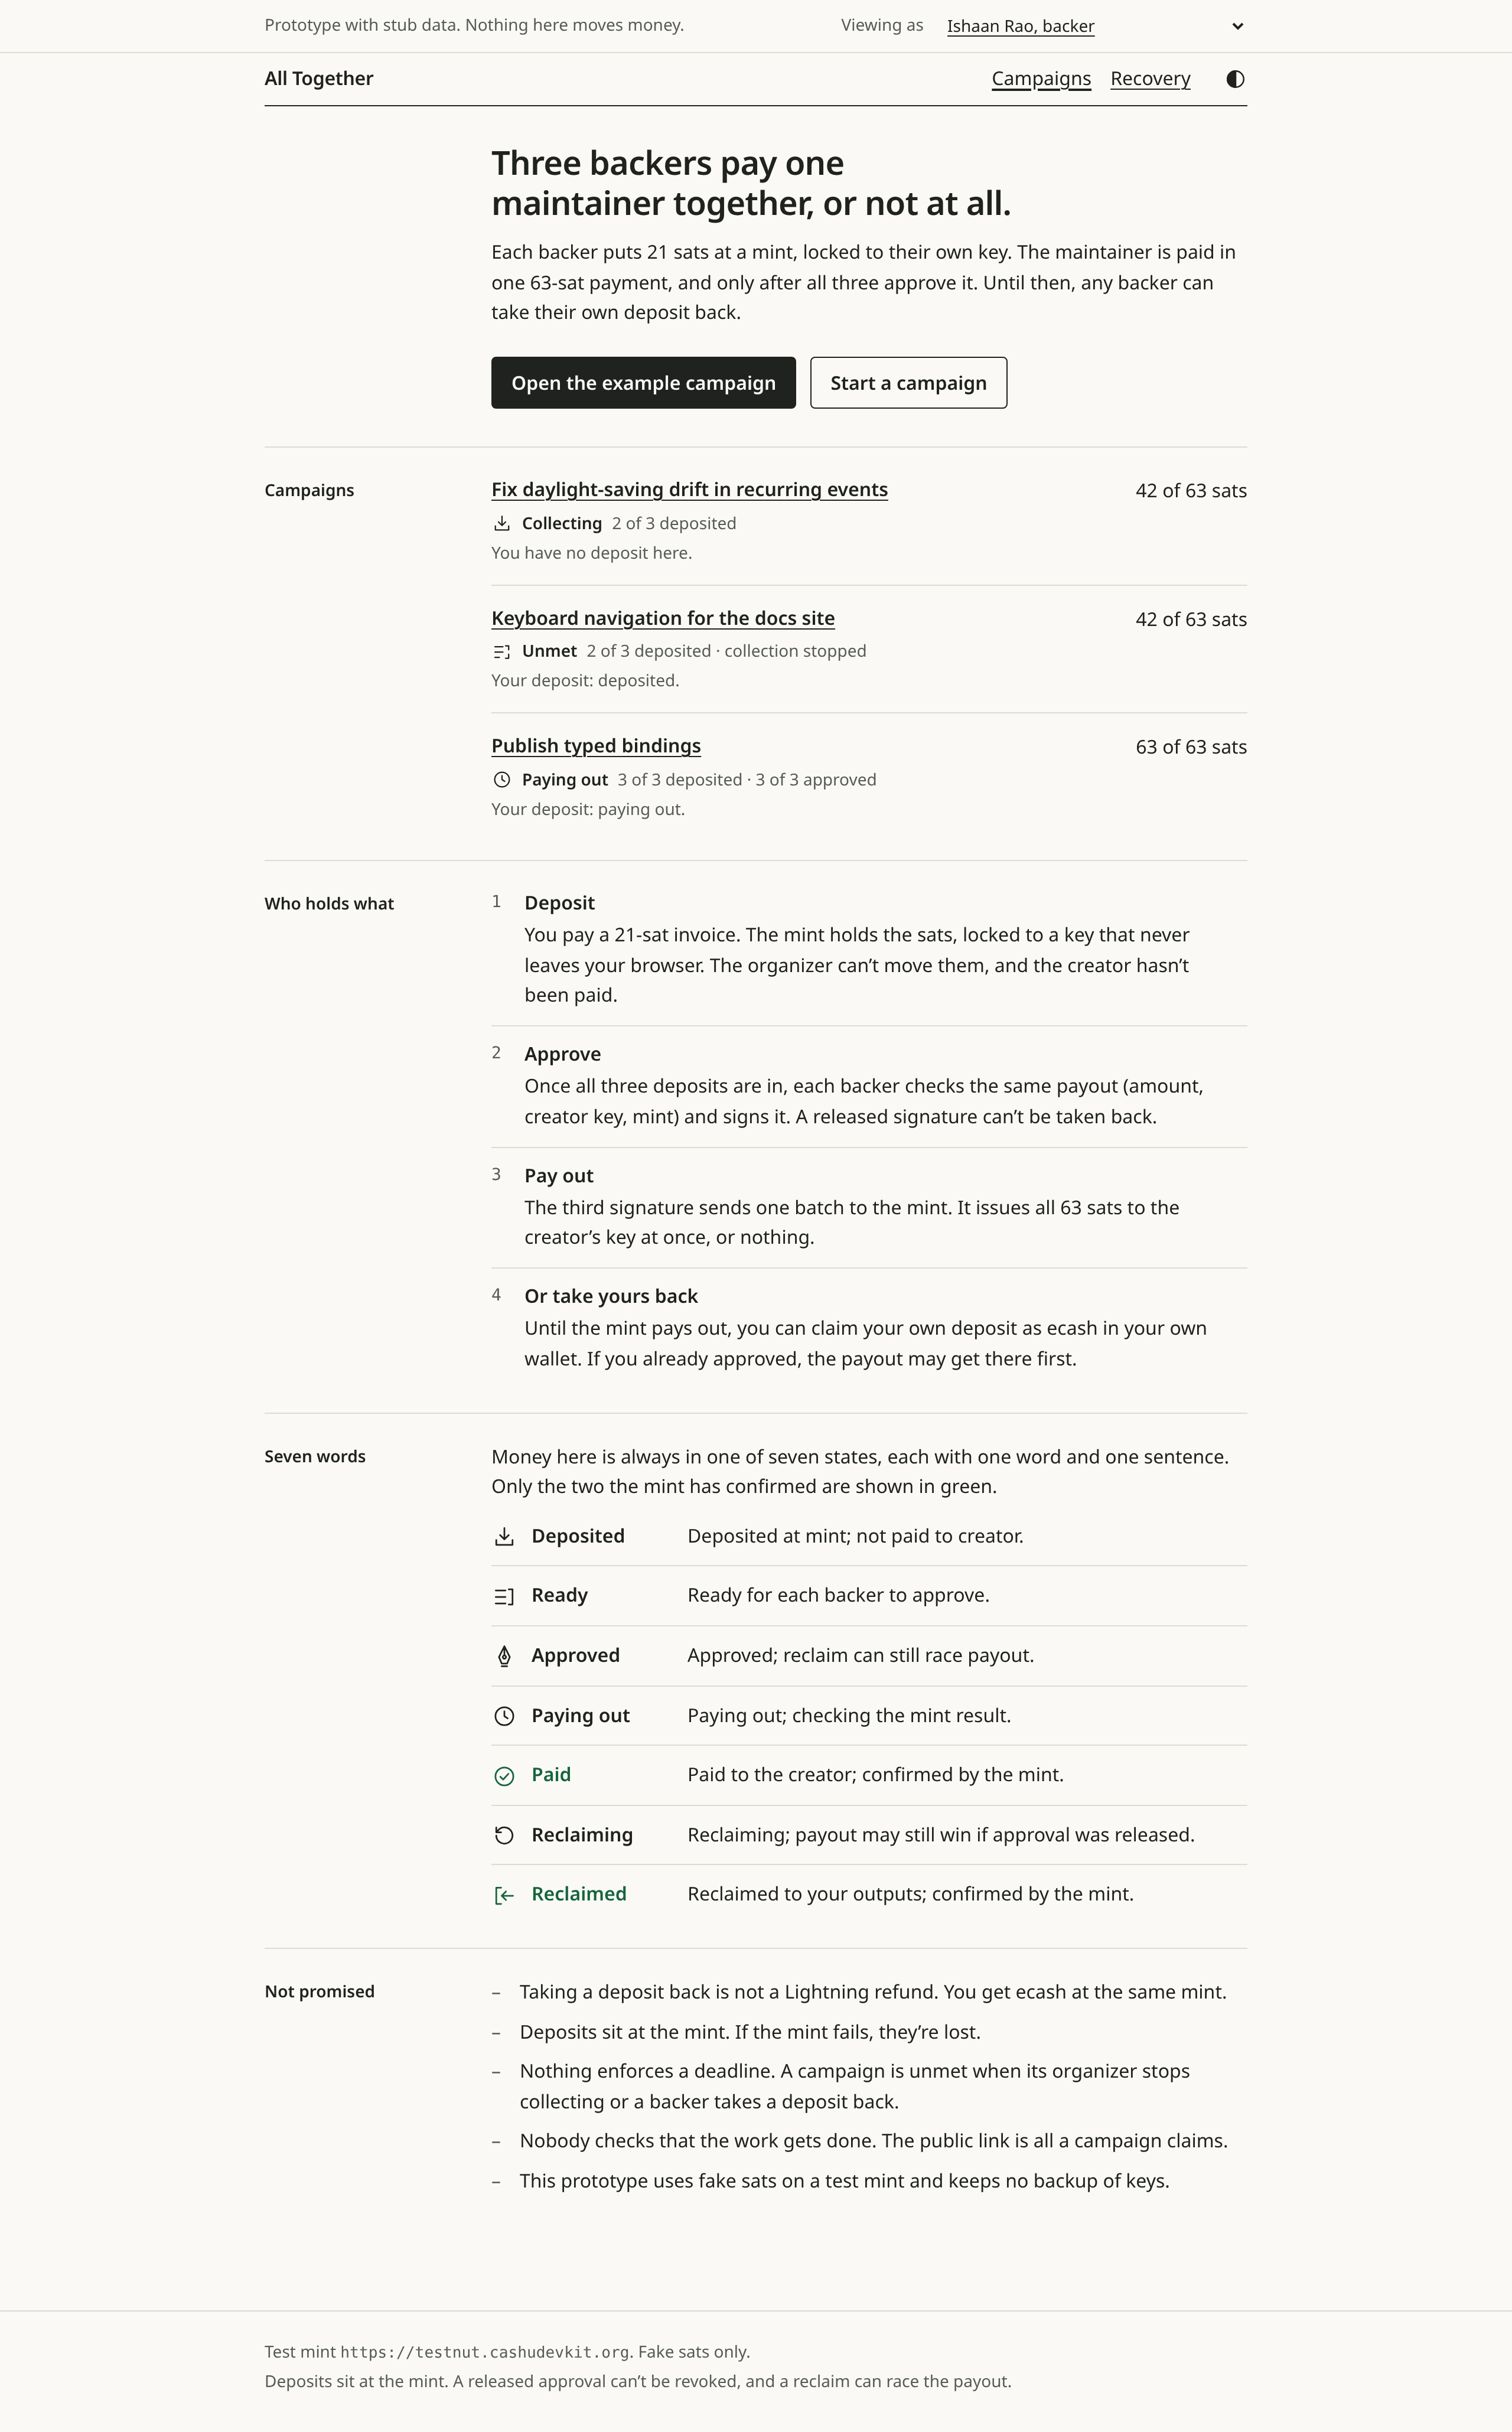 Prototype with stub data. Nothing here moves money.
Viewing as Ishaan Rao, backer
All Together
Campaigns Recovery
Three backers pay one
maintainer together, or not at all.
Each backer puts 21 sats at a mint, locked to their own key. The maintainer is paid in
one 63-sat payment, and only after all three approve it. Until then, any backer can
take their own deposit back.
Open the example campaign
Start a campaign
Campaigns
Fix daylight-saving drift in recurring events
42 of 63 sats
Collecting 2 of 3 deposited
You have no deposit here.
Keyboard navigation for the docs site
42 of 63 sats
Unmet 2 of 3 deposited · collection stopped
Your deposit: deposited.
Publish typed bindings
63 of 63 sats
Paying out 3 of 3 deposited · 3 of 3 approved
Your deposit: paying out.
Who holds what
1 Deposit
You pay a 21-sat invoice. The mint holds the sats, locked to a key that never
leaves your browser. The organizer can’t move them, and the creator hasn’t
been paid.
2 Approve
Once all three deposits are in, each backer checks the same payout (amount,
creator key, mint) and signs it. A released signature can’t be taken back.
3 Pay out
The third signature sends one batch to the mint. It issues all 63 sats to the
creator’s key at once, or nothing.
4 Or take yours back
Until the mint pays out, you can claim your own deposit as ecash in your own
wallet. If you already approved, the payout may get there first.
Seven words
Money here is always in one of seven states, each with one word and one sentence.
Only the two the mint has confirmed are shown in green.
Deposited Deposited at mint; not paid to creator.
Ready Ready for each backer to approve.
Approved Approved; reclaim can still race payout.
Paying out Paying out; checking the mint result.
Paid Paid to the creator; confirmed by the mint.
Reclaiming Reclaiming; payout may still win if approval was released.
Reclaimed Reclaimed to your outputs; confirmed by the mint.
Not promised
– Taking a deposit back is not a Lightning refund. You get ecash at the same mint.
– Deposits sit at the mint. If the mint fails, they’re lost.
– Nothing enforces a deadline. A campaign is unmet when its organizer stops
collecting or a backer takes a deposit back.
– Nobody checks that the work gets done. The public link is all a campaign claims.
– This prototype uses fake sats on a test mint and keeps no backup of keys.
Test mint https://testnut.cashudevkit.org. Fake sats only.
Deposits sit at the mint. A released approval can’t be revoked, and a reclaim can race the payout.